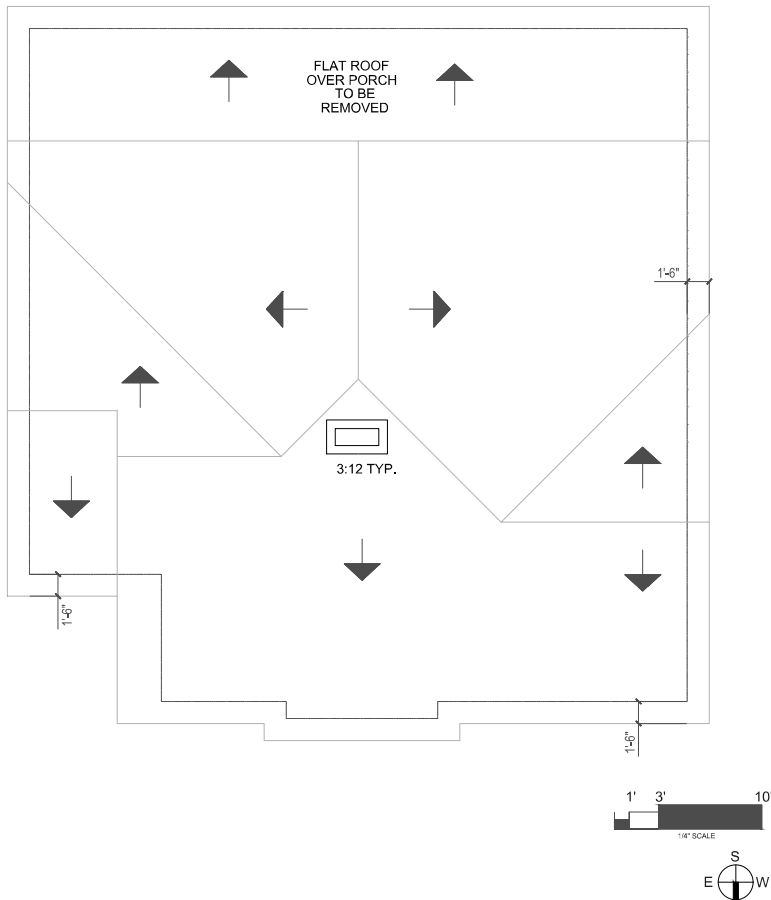 FLAT ROOF
OVER PORCH
TO BE
REMOVED
1'-6"
3:12 TYP.
1'-6"
1'-6"
1' 3' 10'
1/4" SCALE
S
E W